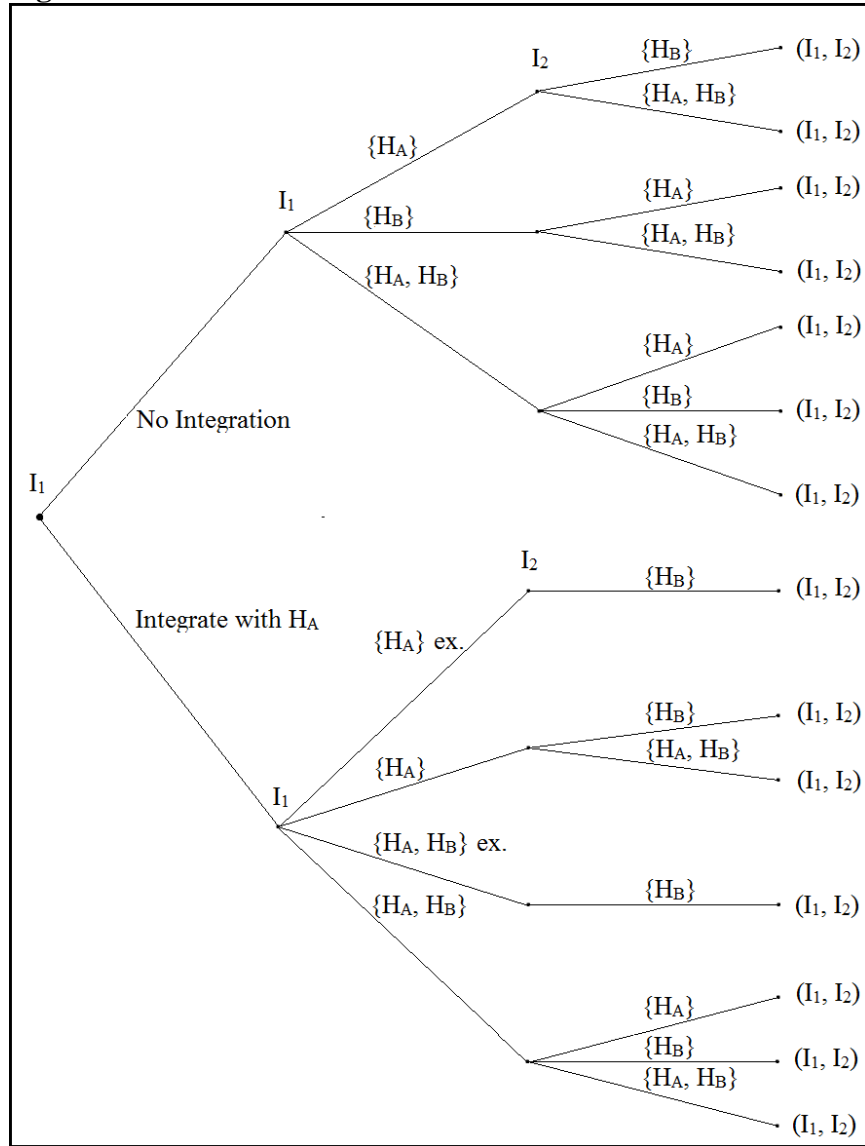 I₂
{H_B}
(I₁, I₂)
{H_A, H_B}
(I₁, I₂)
{H_A}
I₁
{H_B}
{H_A}
(I₁, I₂)
{H_A, H_B}
(I₁, I₂)
{H_A, H_B}
(I₁, I₂)
{H_A}
{H_B}
(I₁, I₂)
{H_A, H_B}
(I₁, I₂)
No Integration
I₁
I₂
{H_B}
(I₁, I₂)
Integrate with H_A
{H_A} ex.
{H_B}
(I₁, I₂)
{H_A, H_B}
(I₁, I₂)
{H_A}
I₁
{H_A, H_B} ex.
{H_B}
(I₁, I₂)
{H_A, H_B}
{H_A}
(I₁, I₂)
{H_B}
(I₁, I₂)
{H_A, H_B}
(I₁, I₂)